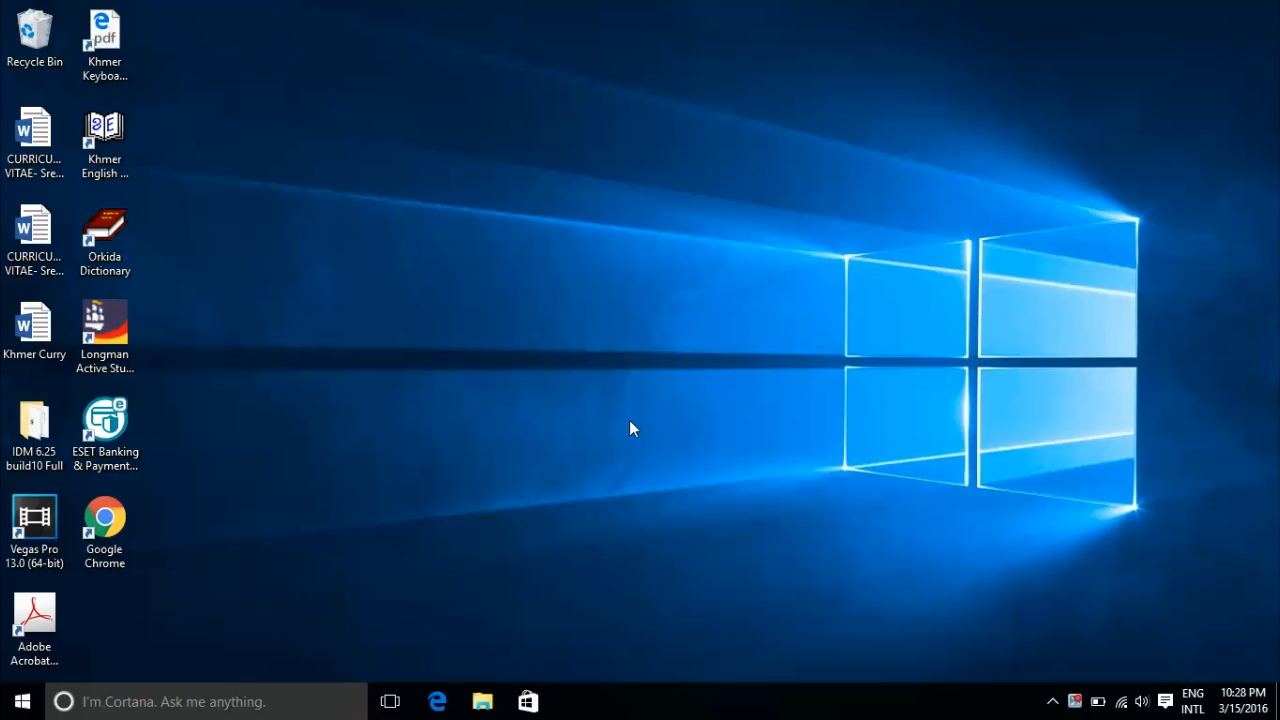 Recycle Bin
Khmer
Keyboa...
CURRICU...
VITAE- Sre...
Khmer
English ...
CURRICU...
VITAE- Sre...
Orkida
Dictionary
Khmer Curry
Longman
Active Stu...
IDM 6.25
build10 Full
ESET Banking
& Payment...
Vegas Pro
13.0 (64-bit)
Google
Chrome
Adobe
Acrobat...
I'm Cortana. Ask me anything.
ENG
INTL
10:28 PM
3/15/2016
pdf